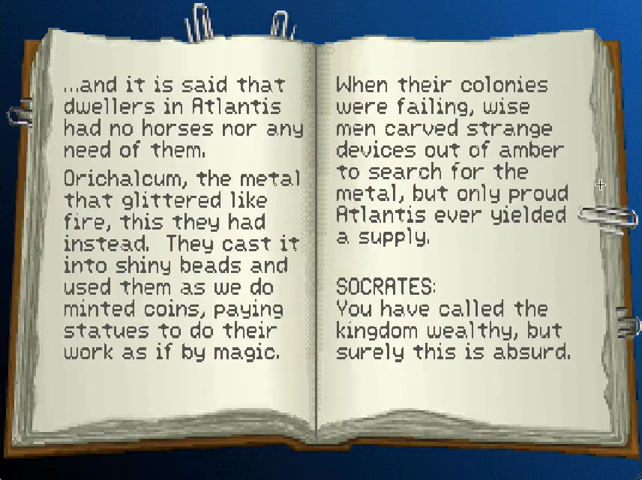 ...and it is said that
dwellers in Atlantis
had no horses nor any
need of them.
Orichalcum, the metal
that glittered like
fire, this they had
instead. They cast it
into shiny beads and
used them as we do
minted coins, paying
statues to do their
work as if by magic.
When their colonies
were failing, wise
men carved strange
devices out of amber
to search for the
metal, but only proud
Atlantis ever yielded
a supply.
SOCRATES:
You have called the
kingdom wealthy, but
surely this is absurd.